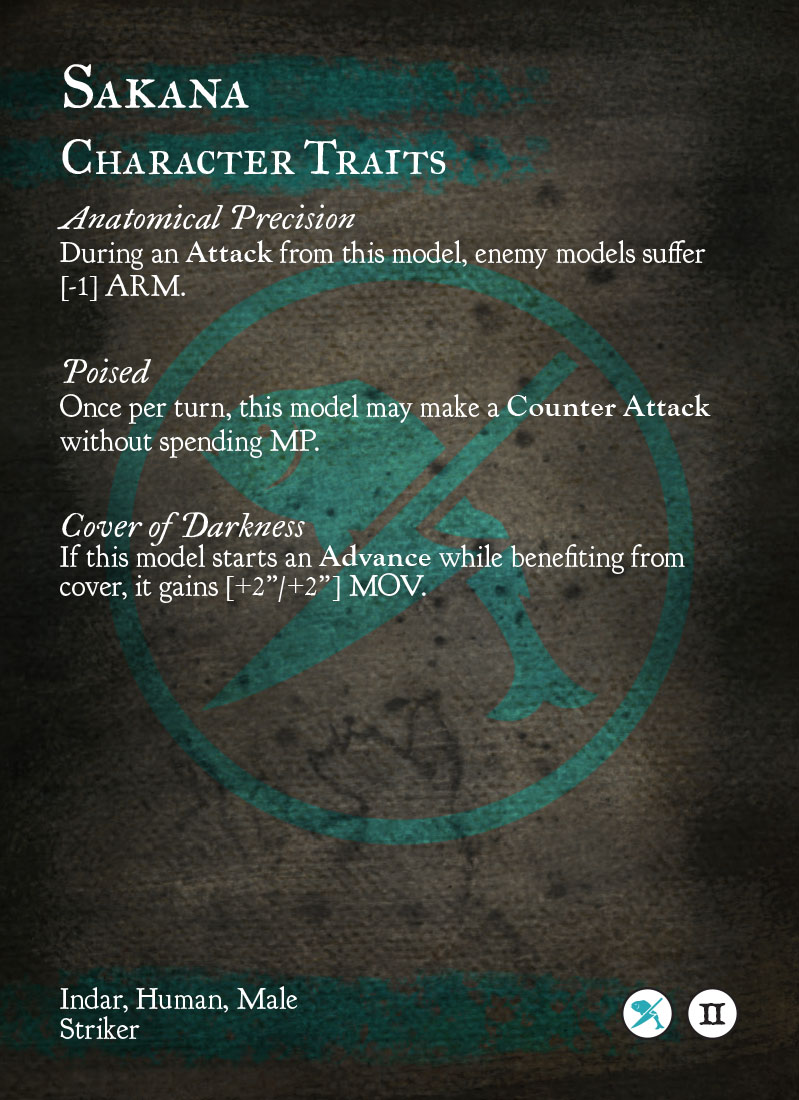 Sakana
Character Traits
Anatomical Precision
During an Attack from this model, enemy models suffer
[-1] ARM.
Poised
Once per turn, this model may make a Counter Attack
without spending MP.
Cover of Darkness
If this model starts an Advance while benefiting from
cover, it gains [+2”/+2”] MOV.
Indar, Human, Male
Striker
II